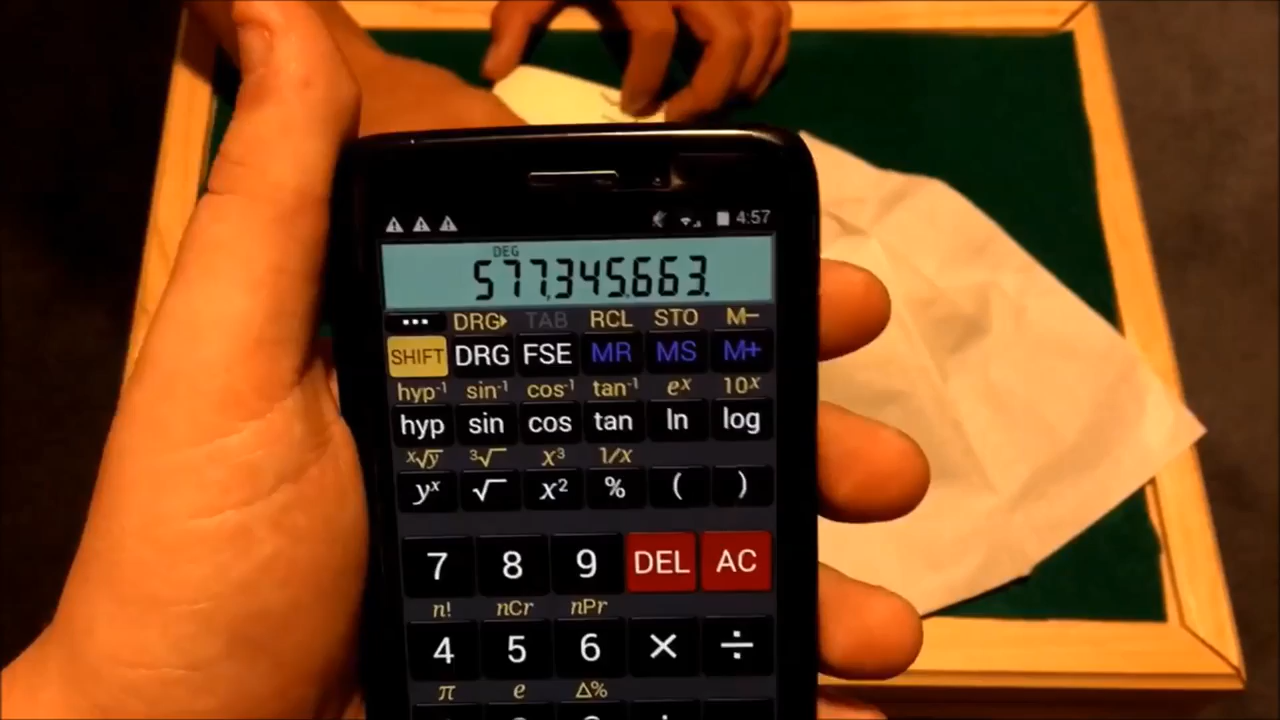 4:57
DEG
577,345,663.
... DRG▸ TAB RCL STO M−
SHIFT DRG FSE MR MS M+
hyp⁻¹ sin⁻¹ cos⁻¹ tan⁻¹ eˣ 10ˣ
hyp sin cos tan ln log
ˣ√y ³√ x³ 1/x
yˣ √ x² % ( )
7 8 9 DEL AC
n! nCr nPr
4 5 6 × ÷
π e Δ%